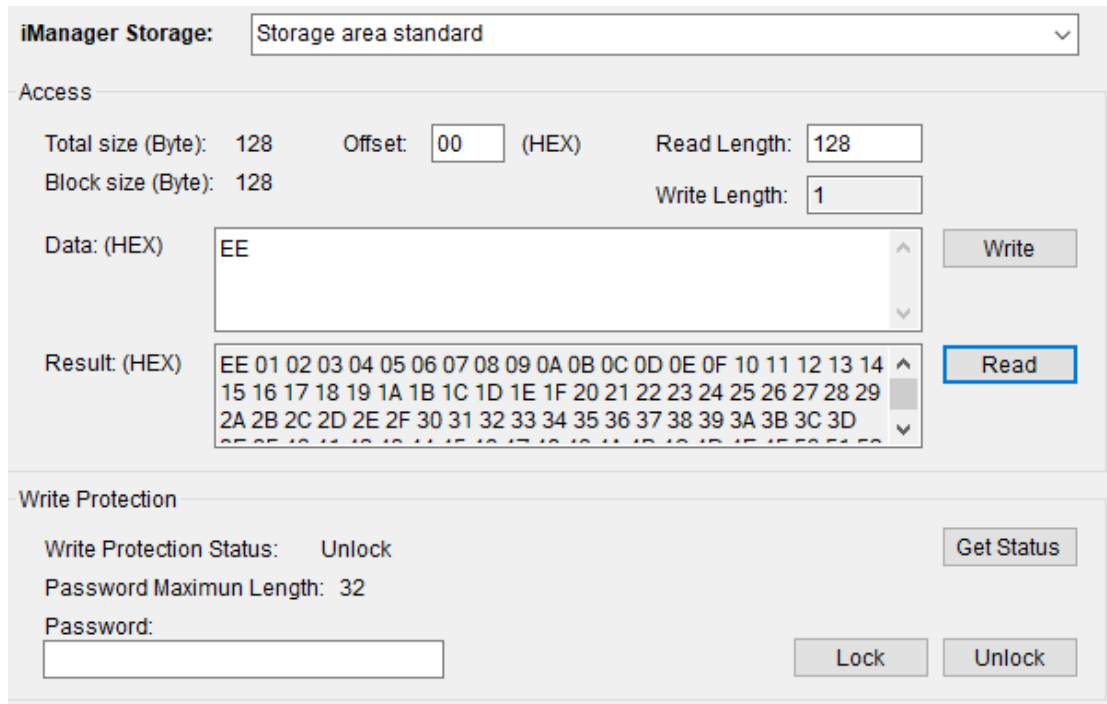 iManager Storage: Storage area standard
Access
Total size (Byte): 128 Offset: 00 (HEX) Read Length: 128
Block size (Byte): 128
Write Length: 1
Data: (HEX) EE Write
Result: (HEX) EE 01 02 03 04 05 06 07 08 09 0A 0B 0C 0D 0E 0F 10 11 12 13 14 Read
15 16 17 18 19 1A 1B 1C 1D 1E 1F 20 21 22 23 24 25 26 27 28 29
2A 2B 2C 2D 2E 2F 30 31 32 33 34 35 36 37 38 39 3A 3B 3C 3D
Write Protection
Write Protection Status: Unlock Get Status
Password Maximun Length: 32
Password:
Lock Unlock